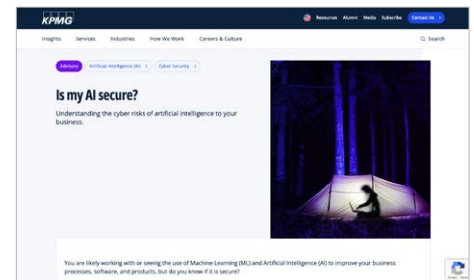 KPMG
Resources Alumni Media Subscribe Contact Us
Insights Services Industries How We Work Careers & Culture Search
Advisory Artificial Intelligence (AI) Cyber Security
Is my AI secure?
Understanding the cyber risks of artificial intelligence to your
business.
You are likely working with or seeing the use of Machine Learning (ML) and Artificial Intelligence (AI) to improve your business
processes, software, and products, but do you know if it is secure?